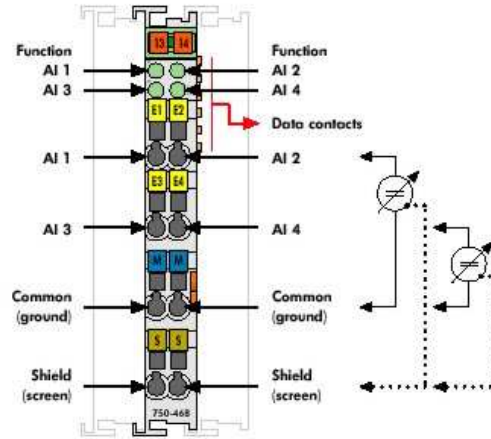 13 14
Function Function
AI 1 AI 2
AI 3 AI 4
E1 E2
Data contacts
AI 1 AI 2
E3 E4
AI 3 AI 4
M M
Common Common
(ground) (ground)
S S
Shield Shield
(screen) (screen)
750-468